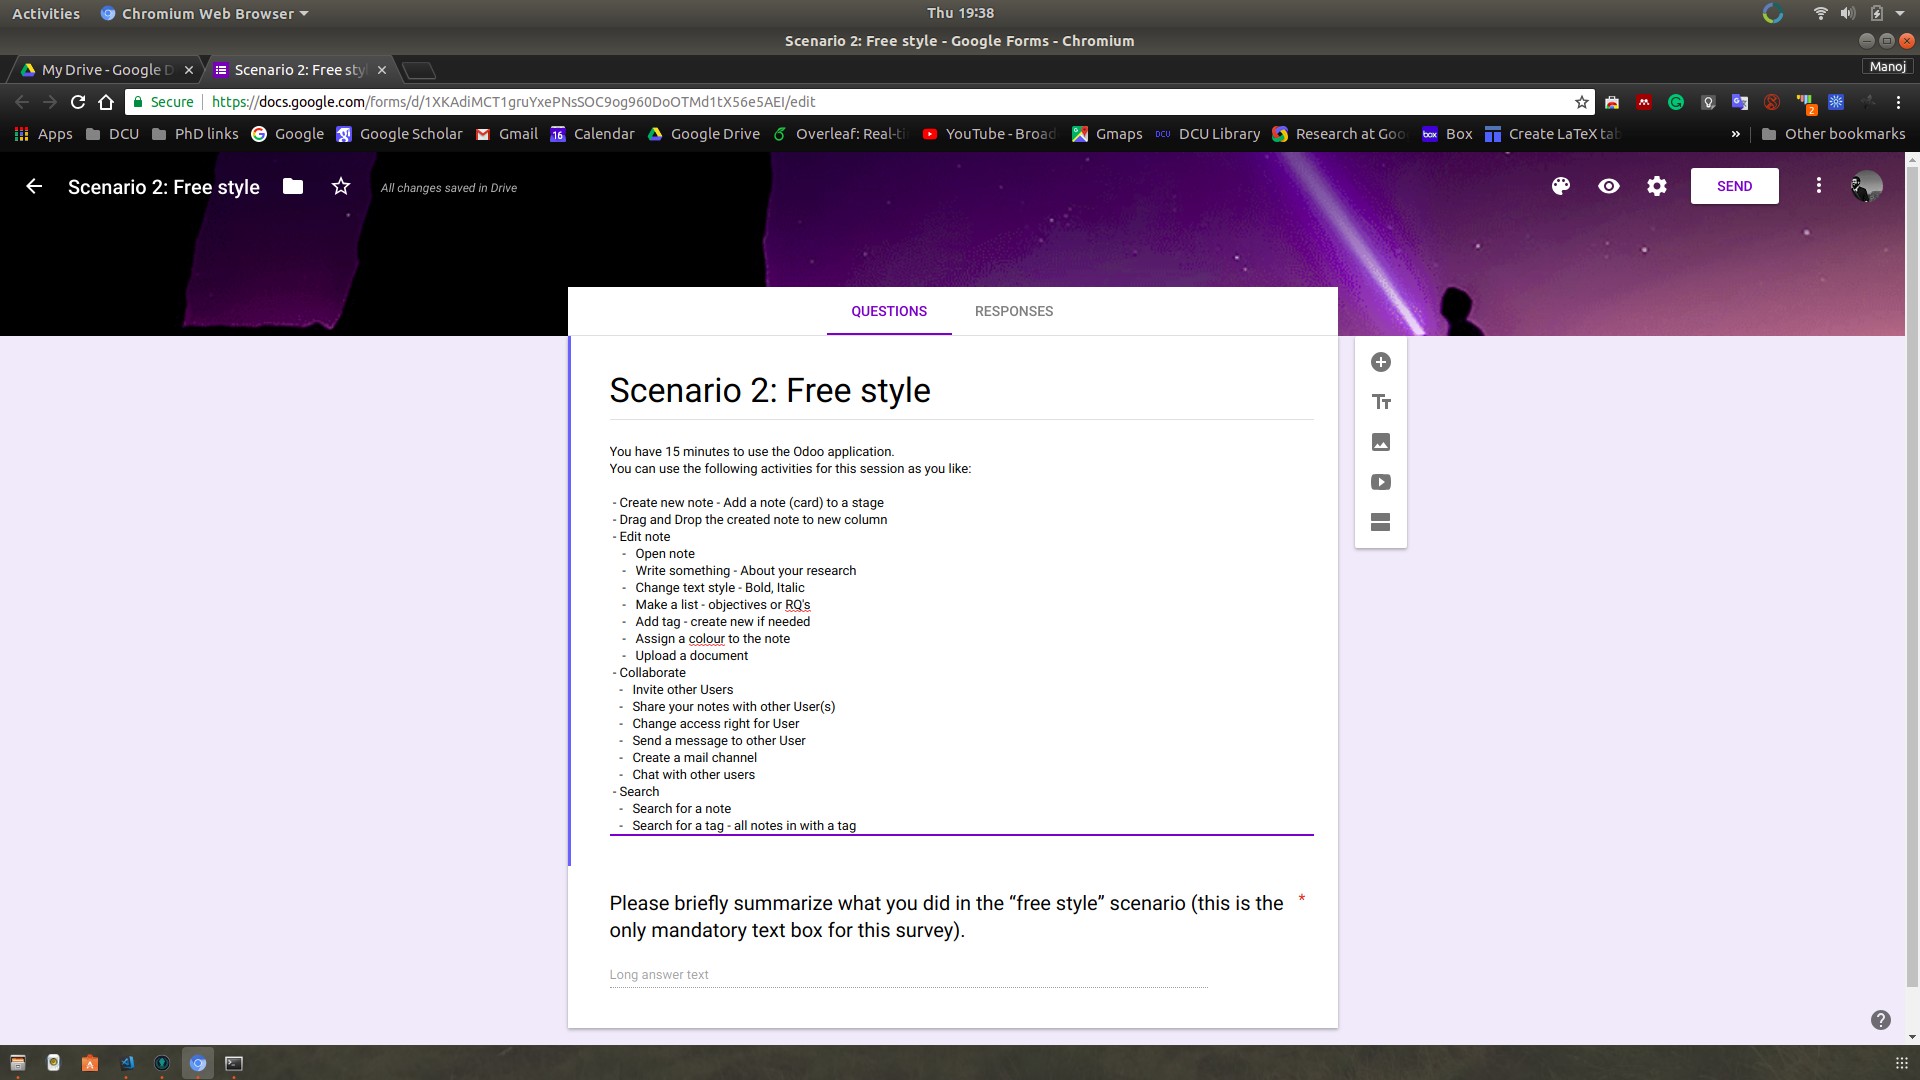 Activities Chromium Web Browser Thu 19:38
Scenario 2: Free style - Google Forms - Chromium
My Drive - Google D Scenario 2: Free sty Manoj
Secure https://docs.google.com/forms/d/1XKAdiMCT1gruYxePNsSOC9og960DoOTMd1tX56e5AEI/edit 2
Apps DCU PhD links Google Google Scholar Gmail 16 Calendar Google Drive Overleaf: Real-ti YouTube - Broad Gmaps DCU DCU Library Research at Goo box Box Create LaTeX tab » Other bookmarks
Scenario 2: Free style All changes saved in Drive SEND
QUESTIONS RESPONSES
Scenario 2: Free style
You have 15 minutes to use the Odoo application.
You can use the following activities for this session as you like:
- Create new note - Add a note (card) to a stage
- Drag and Drop the created note to new column
- Edit note
- Open note
- Write something - About your research
- Change text style - Bold, Italic
- Make a list - objectives or RQ's
- Add tag - create new if needed
- Assign a colour to the note
- Upload a document
- Collaborate
- Invite other Users
- Share your notes with other User(s)
- Change access right for User
- Send a message to other User
- Create a mail channel
- Chat with other users
- Search
- Search for a note
- Search for a tag - all notes in with a tag
Please briefly summarize what you did in the “free style” scenario (this is the *
only mandatory text box for this survey).
Long answer text